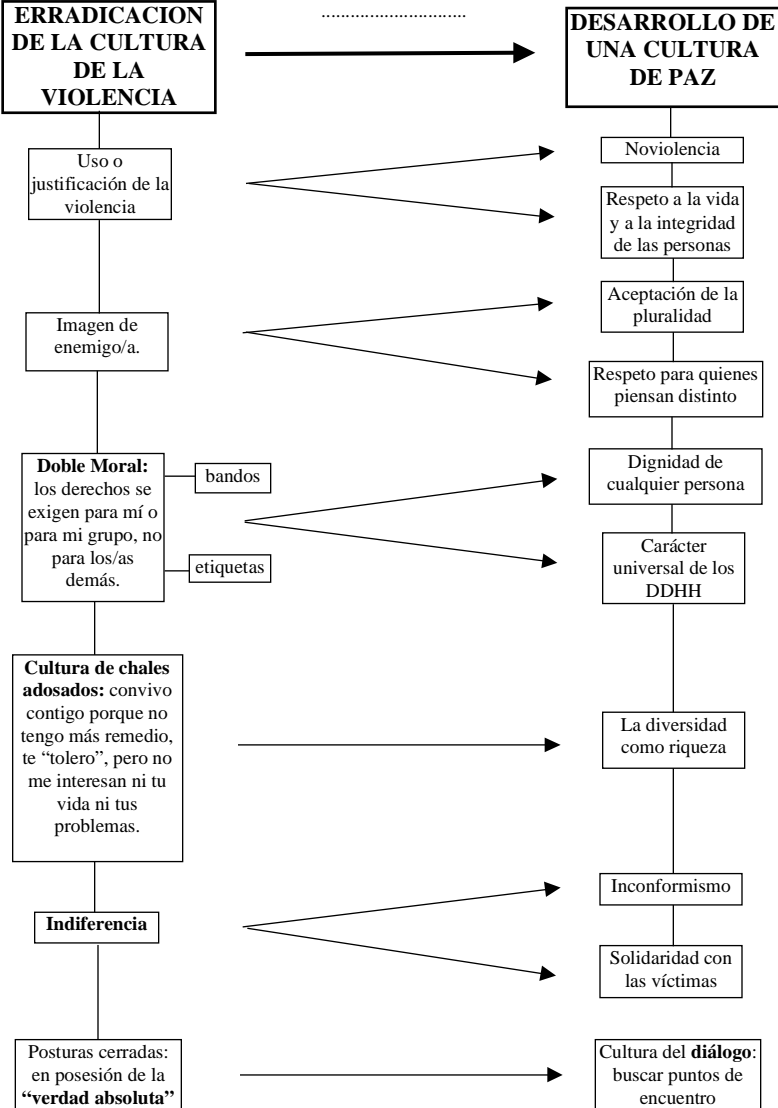 ERRADICACION
DE LA CULTURA
DE LA
VIOLENCIA
..............................
DESARROLLO DE
UNA CULTURA
DE PAZ
Uso o
justificación de la
violencia
Noviolencia
Respeto a la vida
y a la integridad
de las personas
Imagen de
enemigo/a.
Aceptación de la
pluralidad
Respeto para quienes
piensan distinto
Doble Moral:
los derechos se
exigen para mí o
para mi grupo, no
para los/as
demás.
bandos
etiquetas
Dignidad de
cualquier persona
Carácter
universal de los
DDHH
Cultura de chales
adosados: convivo
contigo porque no
tengo más remedio,
te “tolero”, pero no
me interesan ni tu
vida ni tus
problemas.
La diversidad
como riqueza
Indiferencia
Inconformismo
Solidaridad con
las víctimas
Posturas cerradas:
en posesión de la
“verdad absoluta”
Cultura del diálogo:
buscar puntos de
encuentro